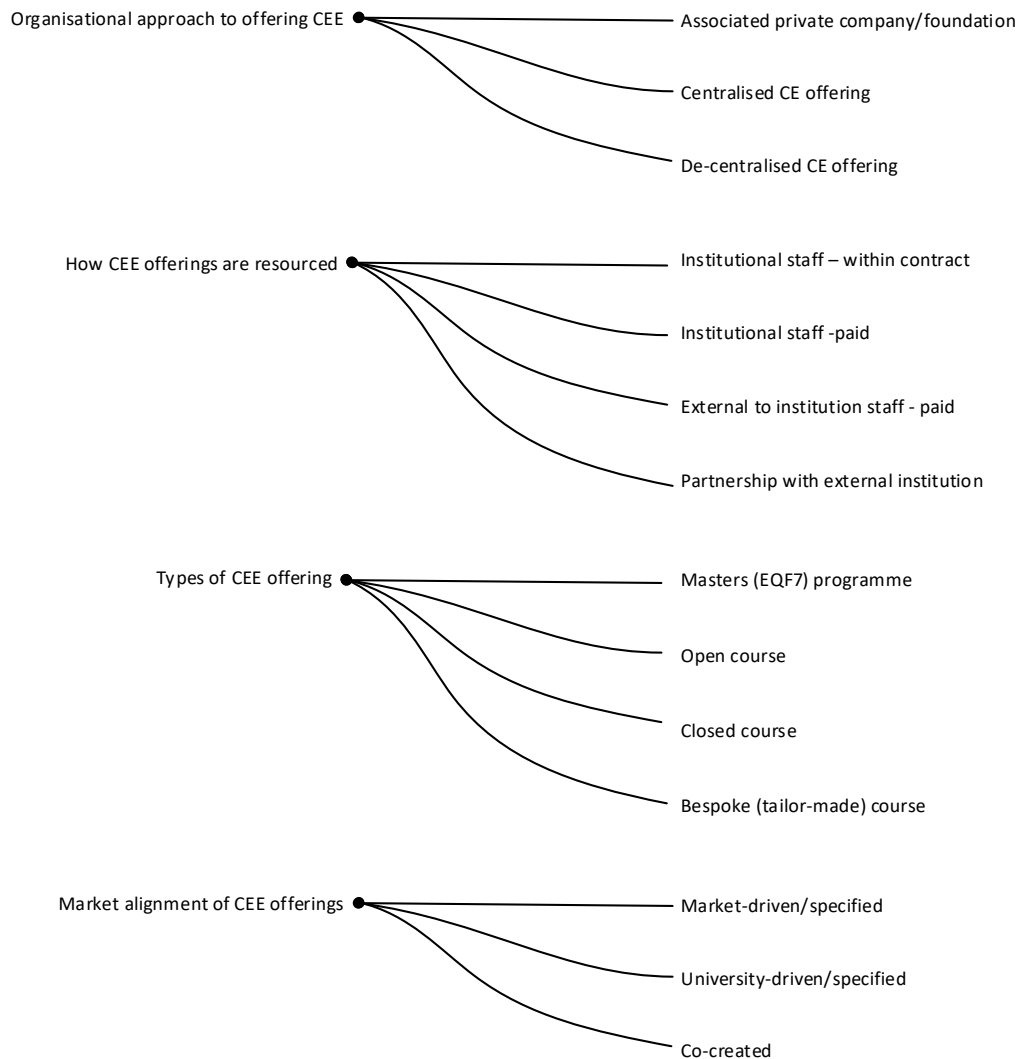 Organisational approach to offering CEE
Associated private company/foundation
Centralised CE offering
De-centralised CE offering
How CEE offerings are resourced
Institutional staff – within contract
Institutional staff -paid
External to institution staff - paid
Partnership with external institution
Types of CEE offering
Masters (EQF7) programme
Open course
Closed course
Bespoke (tailor-made) course
Market alignment of CEE offerings
Market-driven/specified
University-driven/specified
Co-created